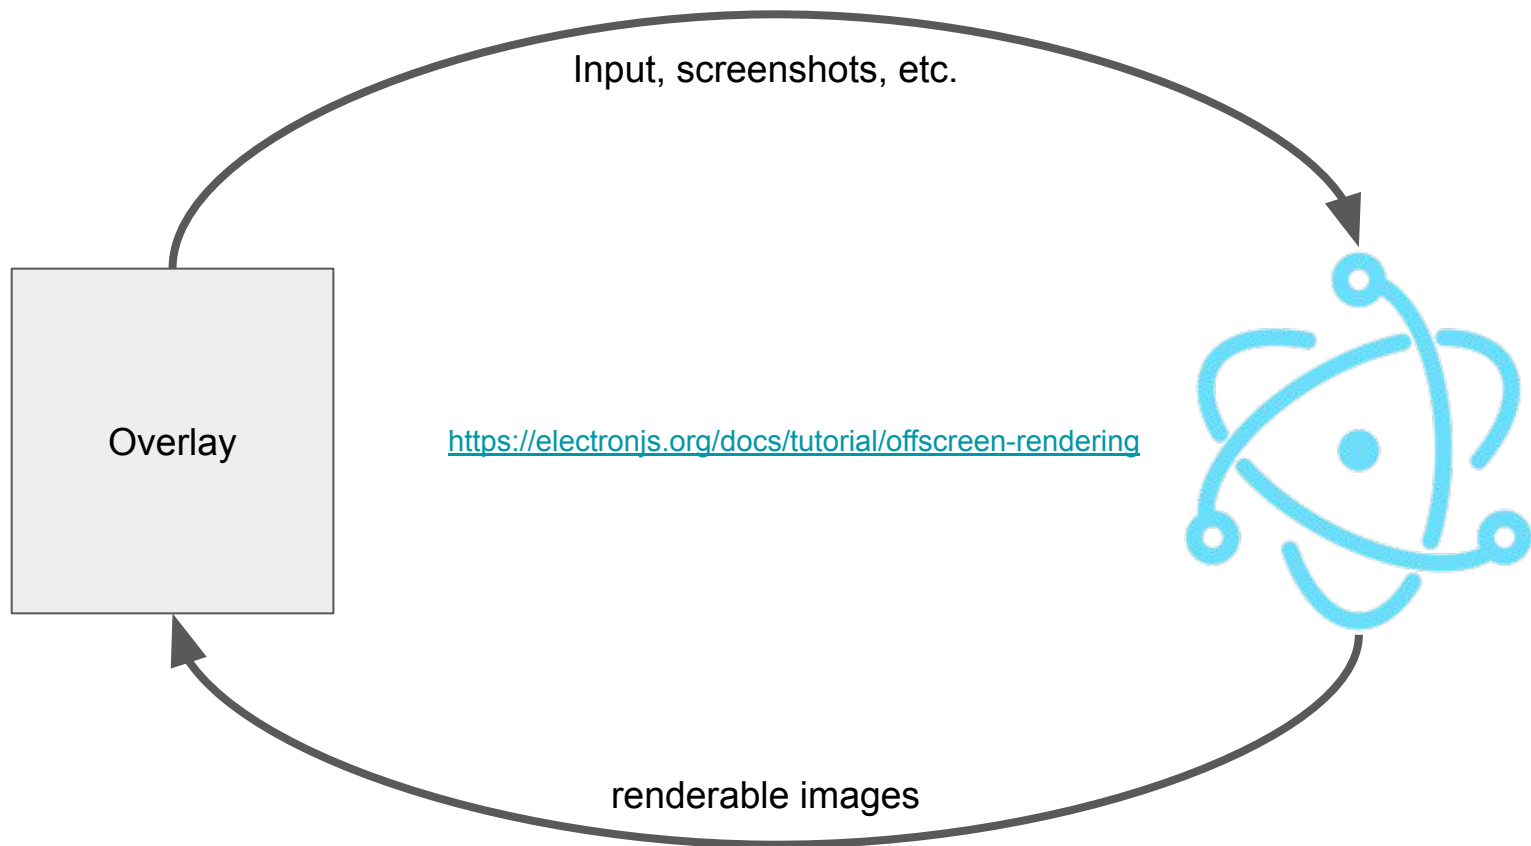 Input, screenshots, etc.
Overlay
https://electronjs.org/docs/tutorial/offscreen-rendering
renderable images